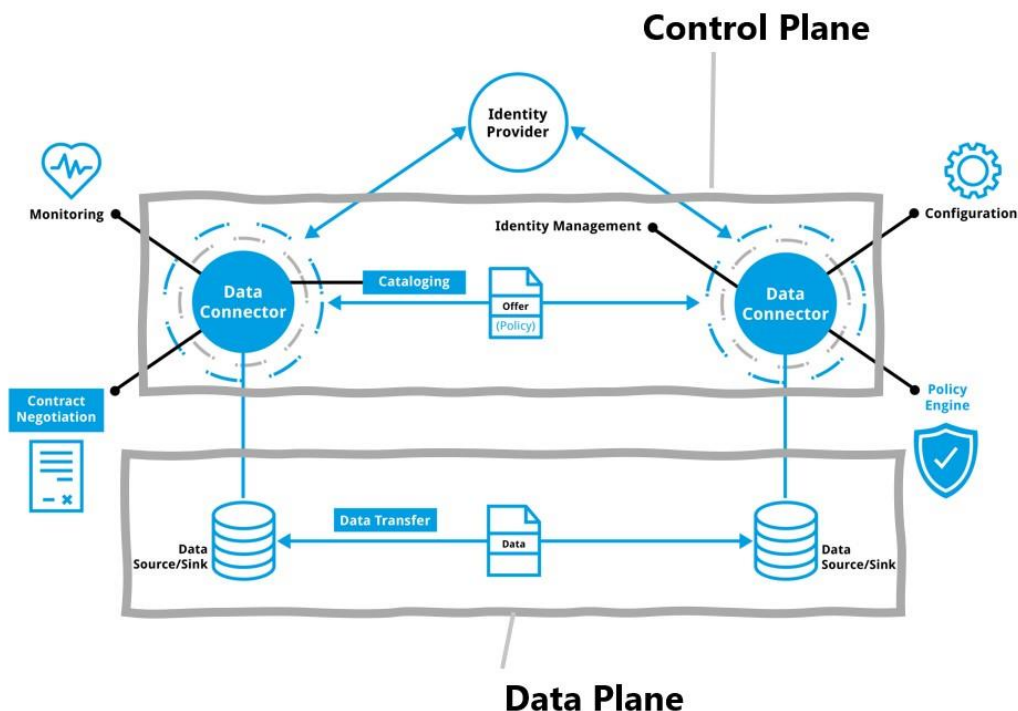 Control Plane
Identity
Provider
Monitoring
Configuration
Identity Management
Data
Connector
Cataloging
Offer
(Policy)
Data
Connector
Contract
Negotiation
Policy
Engine
Data Transfer
Data
Data
Source/Sink
Data
Source/Sink
Data Plane